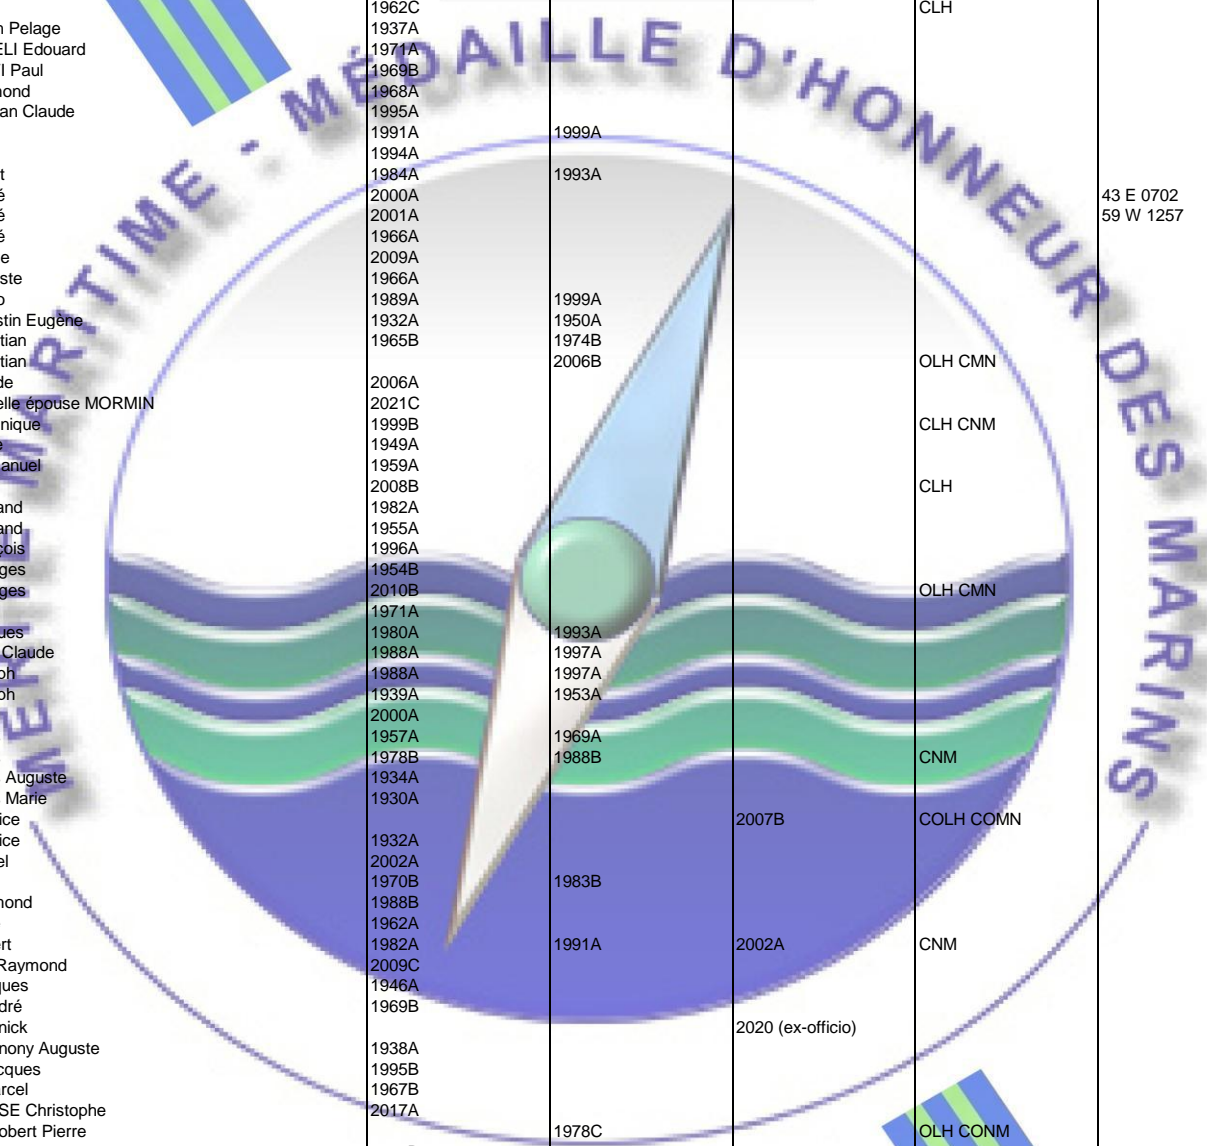 1962C CLH
Pelage 1937A
ELI Edouard 1971A
I Paul 1969B
mond 1968A
an Claude 1995A
1991A 1999A
1994A
t 1984A 1993A
é 2000A 43 E 0702
é 2001A 59 W 1257
é 1966A
e 2009A
ste 1966A
1989A 1999A
stin Eugène 1932A 1950A
tian 1965B 1974B
tian 2006B OLH CMN
de 2006A
elle épouse MORMIN 2021C
nique 1999B CLH CNM
e 1949A
anuel 1959A
2008B CLH
and 1982A
and 1955A
çois 1996A
ges 1954B
ges 2010B OLH CMN
1971A
ues 1980A 1993A
Claude 1988A 1997A
oh 1988A 1997A
oh 1939A 1953A
2000A
1957A 1969A
1978B 1988B CNM
Auguste 1934A
Marie 1930A
ice 2007B COLH COMN
ice 1932A
el 2002A
1970B 1983B
mond 1988B
1962A
ert 1982A 1991A 2002A CNM
Raymond 2009C
ques 1946A
dré 1969B
nick 2020 (ex-officio)
nony Auguste 1938A
cques 1995B
arcel 1967B
SE Christophe 2017A
obert Pierre 1978C OLH CONM
MÉRITE MARITIME - MÉDAILLE D'HONNEUR DES MARINS